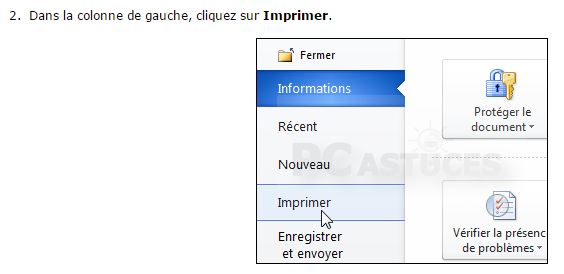 2. Dans la colonne de gauche, cliquez sur Imprimer.
Fermer
Informations
Récent
Nouveau
Imprimer
Enregistrer
et envoyer
Protéger le
document
PC ASTUCES
Vérifier la présenc
de problèmes